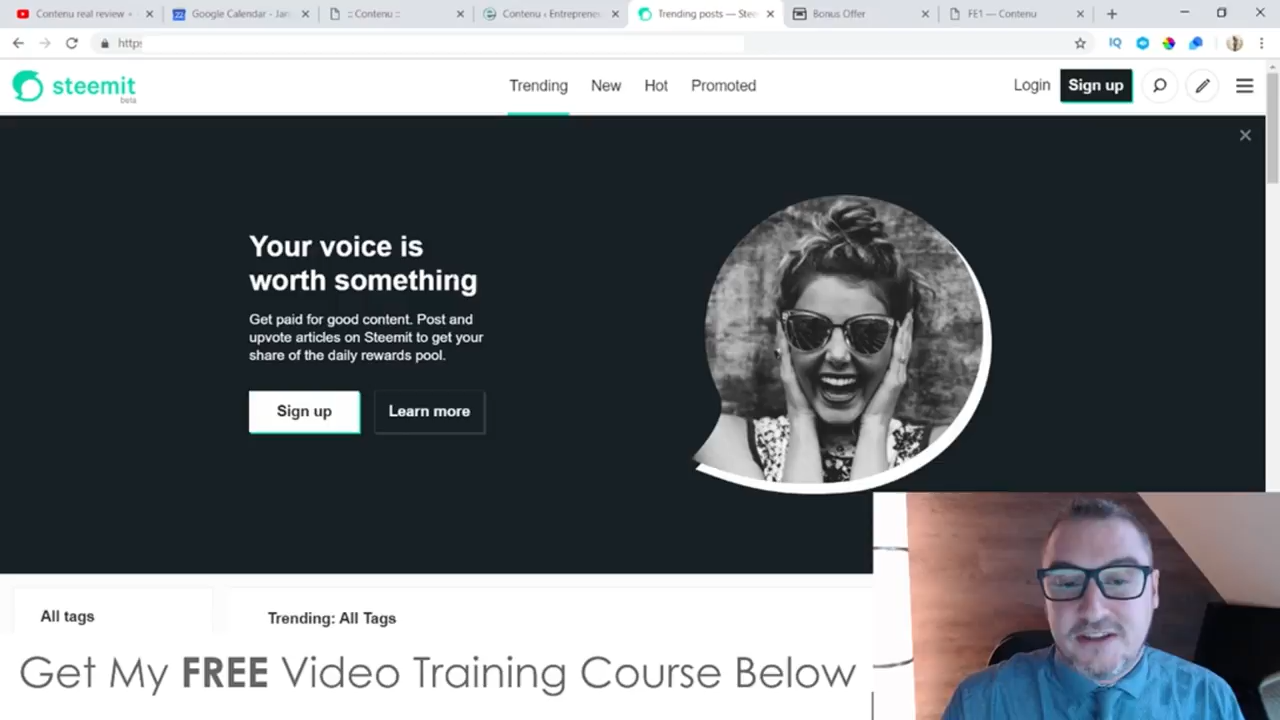 Contenu real review -
Google Calendar - Jan
:: Contenu ::
Contenu ‹ Entreprene
Trending posts — Stee
Bonus Offer
FE1 — Contenu
https
steemit
beta
Trending
New
Hot
Promoted
Login
Sign up
Your voice is
worth something
Get paid for good content. Post and
upvote articles on Steemit to get your
share of the daily rewards pool.
Sign up
Learn more
All tags
Trending: All Tags
Get My FREE Video Training Course Below